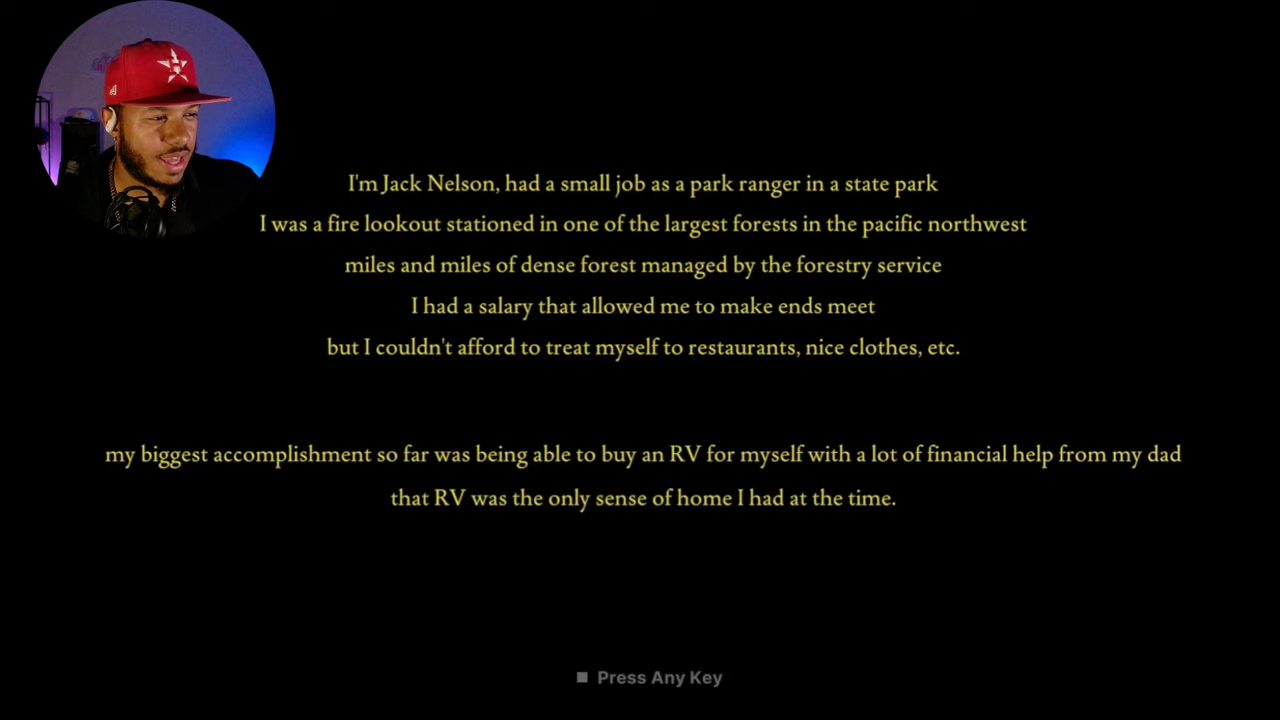 I'm Jack Nelson, had a small job as a park ranger in a state park
I was a fire lookout stationed in one of the largest forests in the pacific northwest
miles and miles of dense forest managed by the forestry service
I had a salary that allowed me to make ends meet
but I couldn't afford to treat myself to restaurants, nice clothes, etc.
my biggest accomplishment so far was being able to buy an RV for myself with a lot of financial help from my dad
that RV was the only sense of home I had at the time.
Press Any Key